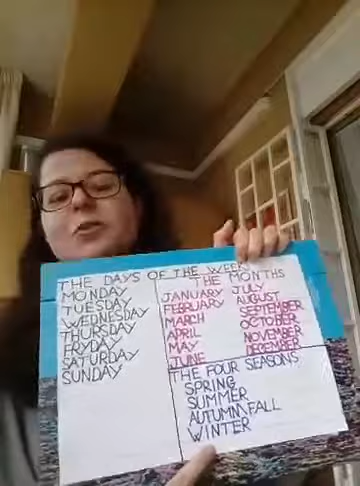 THE DAYS OF THE WEEK
MONDAY
TUESDAY
WEDNESDAY
THURSDAY
FRYDAY
SATURDAY
SUNDAY
THE MONTHS
JANUARY JULY
FEBRUARY AUGUST
MARCH SEPTEMBER
APRIL OCTOBER
MAY NOVEMBER
JUNE DECEMBER
THE FOUR SEASONS
SPRING
SUMMER
AUTUMN/FALL
WINTER